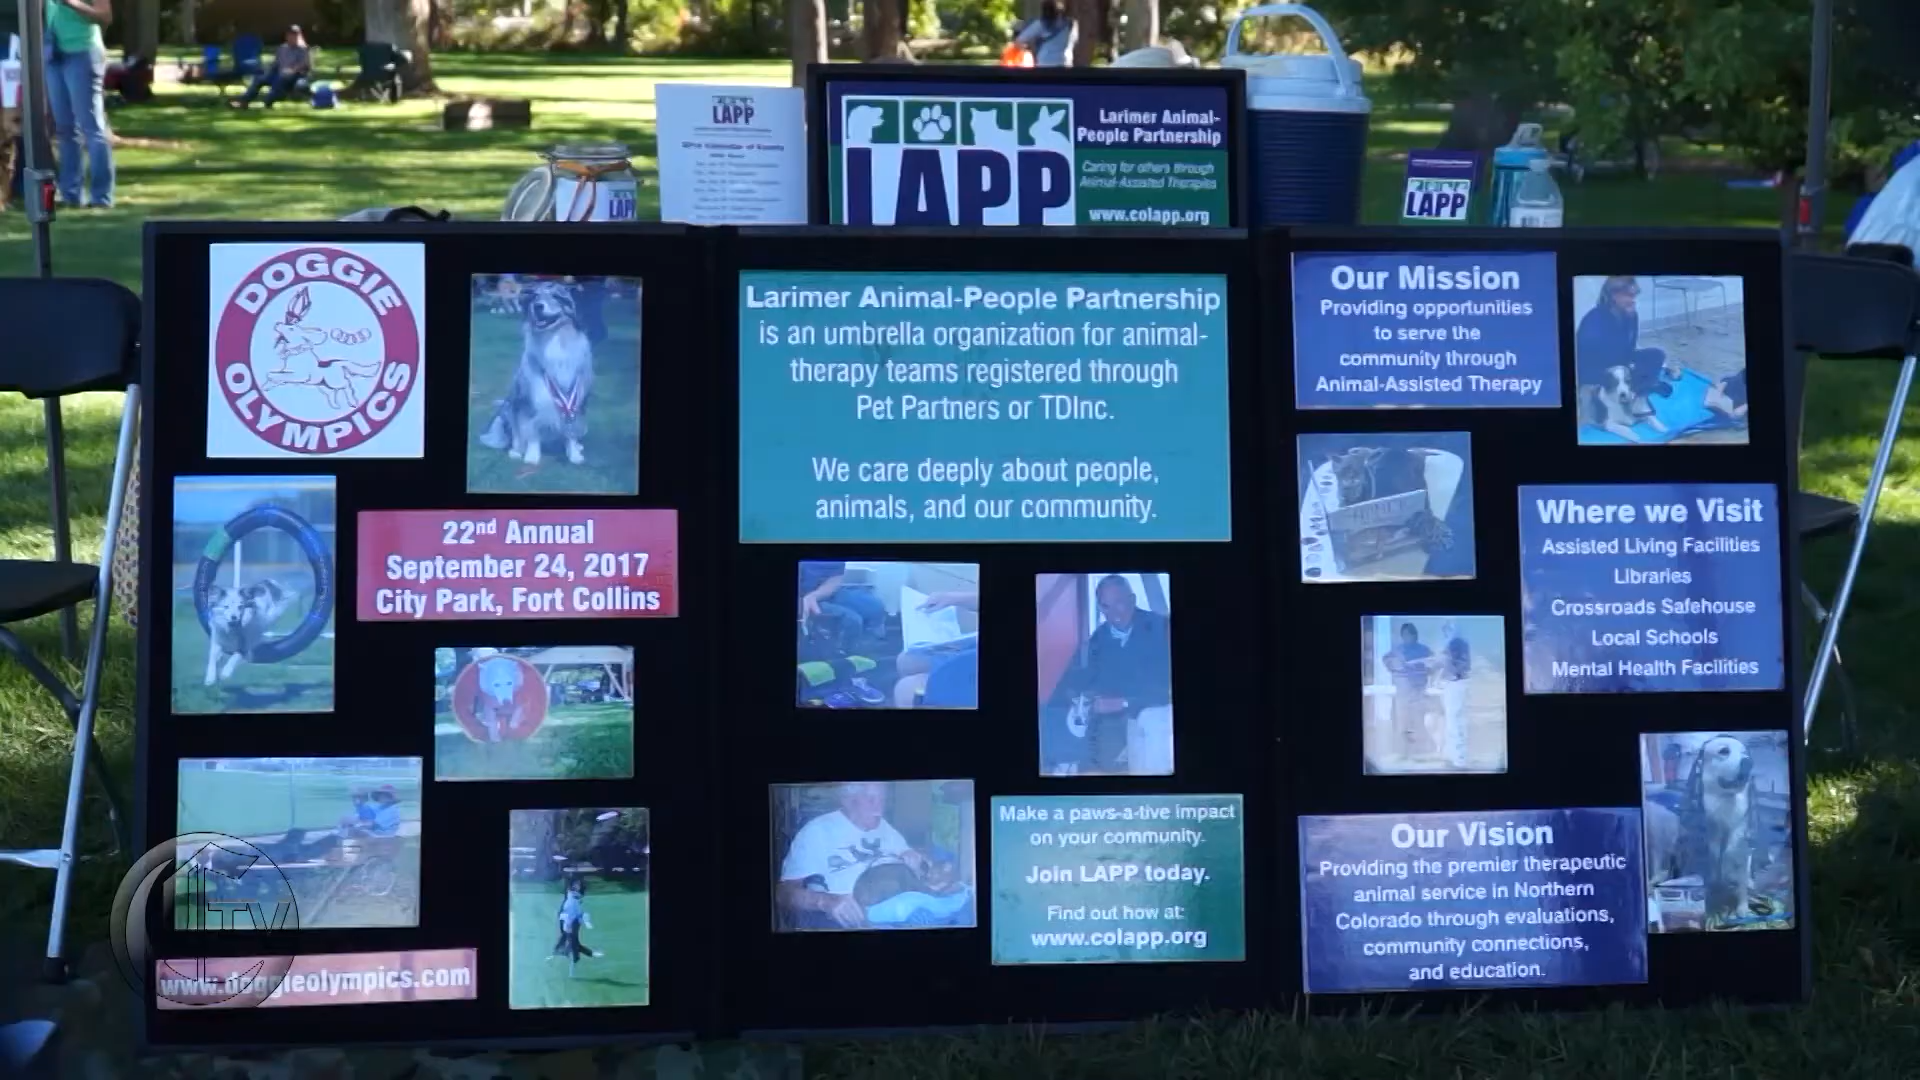 LAPP
LAPP
Larimer Animal-
People Partnership
Caring for others through
Animal-Assisted Therapies
www.colapp.org
LAPP
LAPP
DOGGIE
OLYMPICS
22nd Annual
September 24, 2017
City Park, Fort Collins
www.doggieolympics.com
Larimer Animal-People Partnership
is an umbrella organization for animal-
therapy teams registered through
Pet Partners or TDInc.
We care deeply about people,
animals, and our community.
Make a paws-a-tive impact
on your community.
Join LAPP today.
Find out how at:
www.colapp.org
Our Mission
Providing opportunities
to serve the
community through
Animal-Assisted Therapy
Where we Visit
Assisted Living Facilities
Libraries
Crossroads Safehouse
Local Schools
Mental Health Facilities
Our Vision
Providing the premier therapeutic
animal service in Northern
Colorado through evaluations,
community connections,
and education.
TV